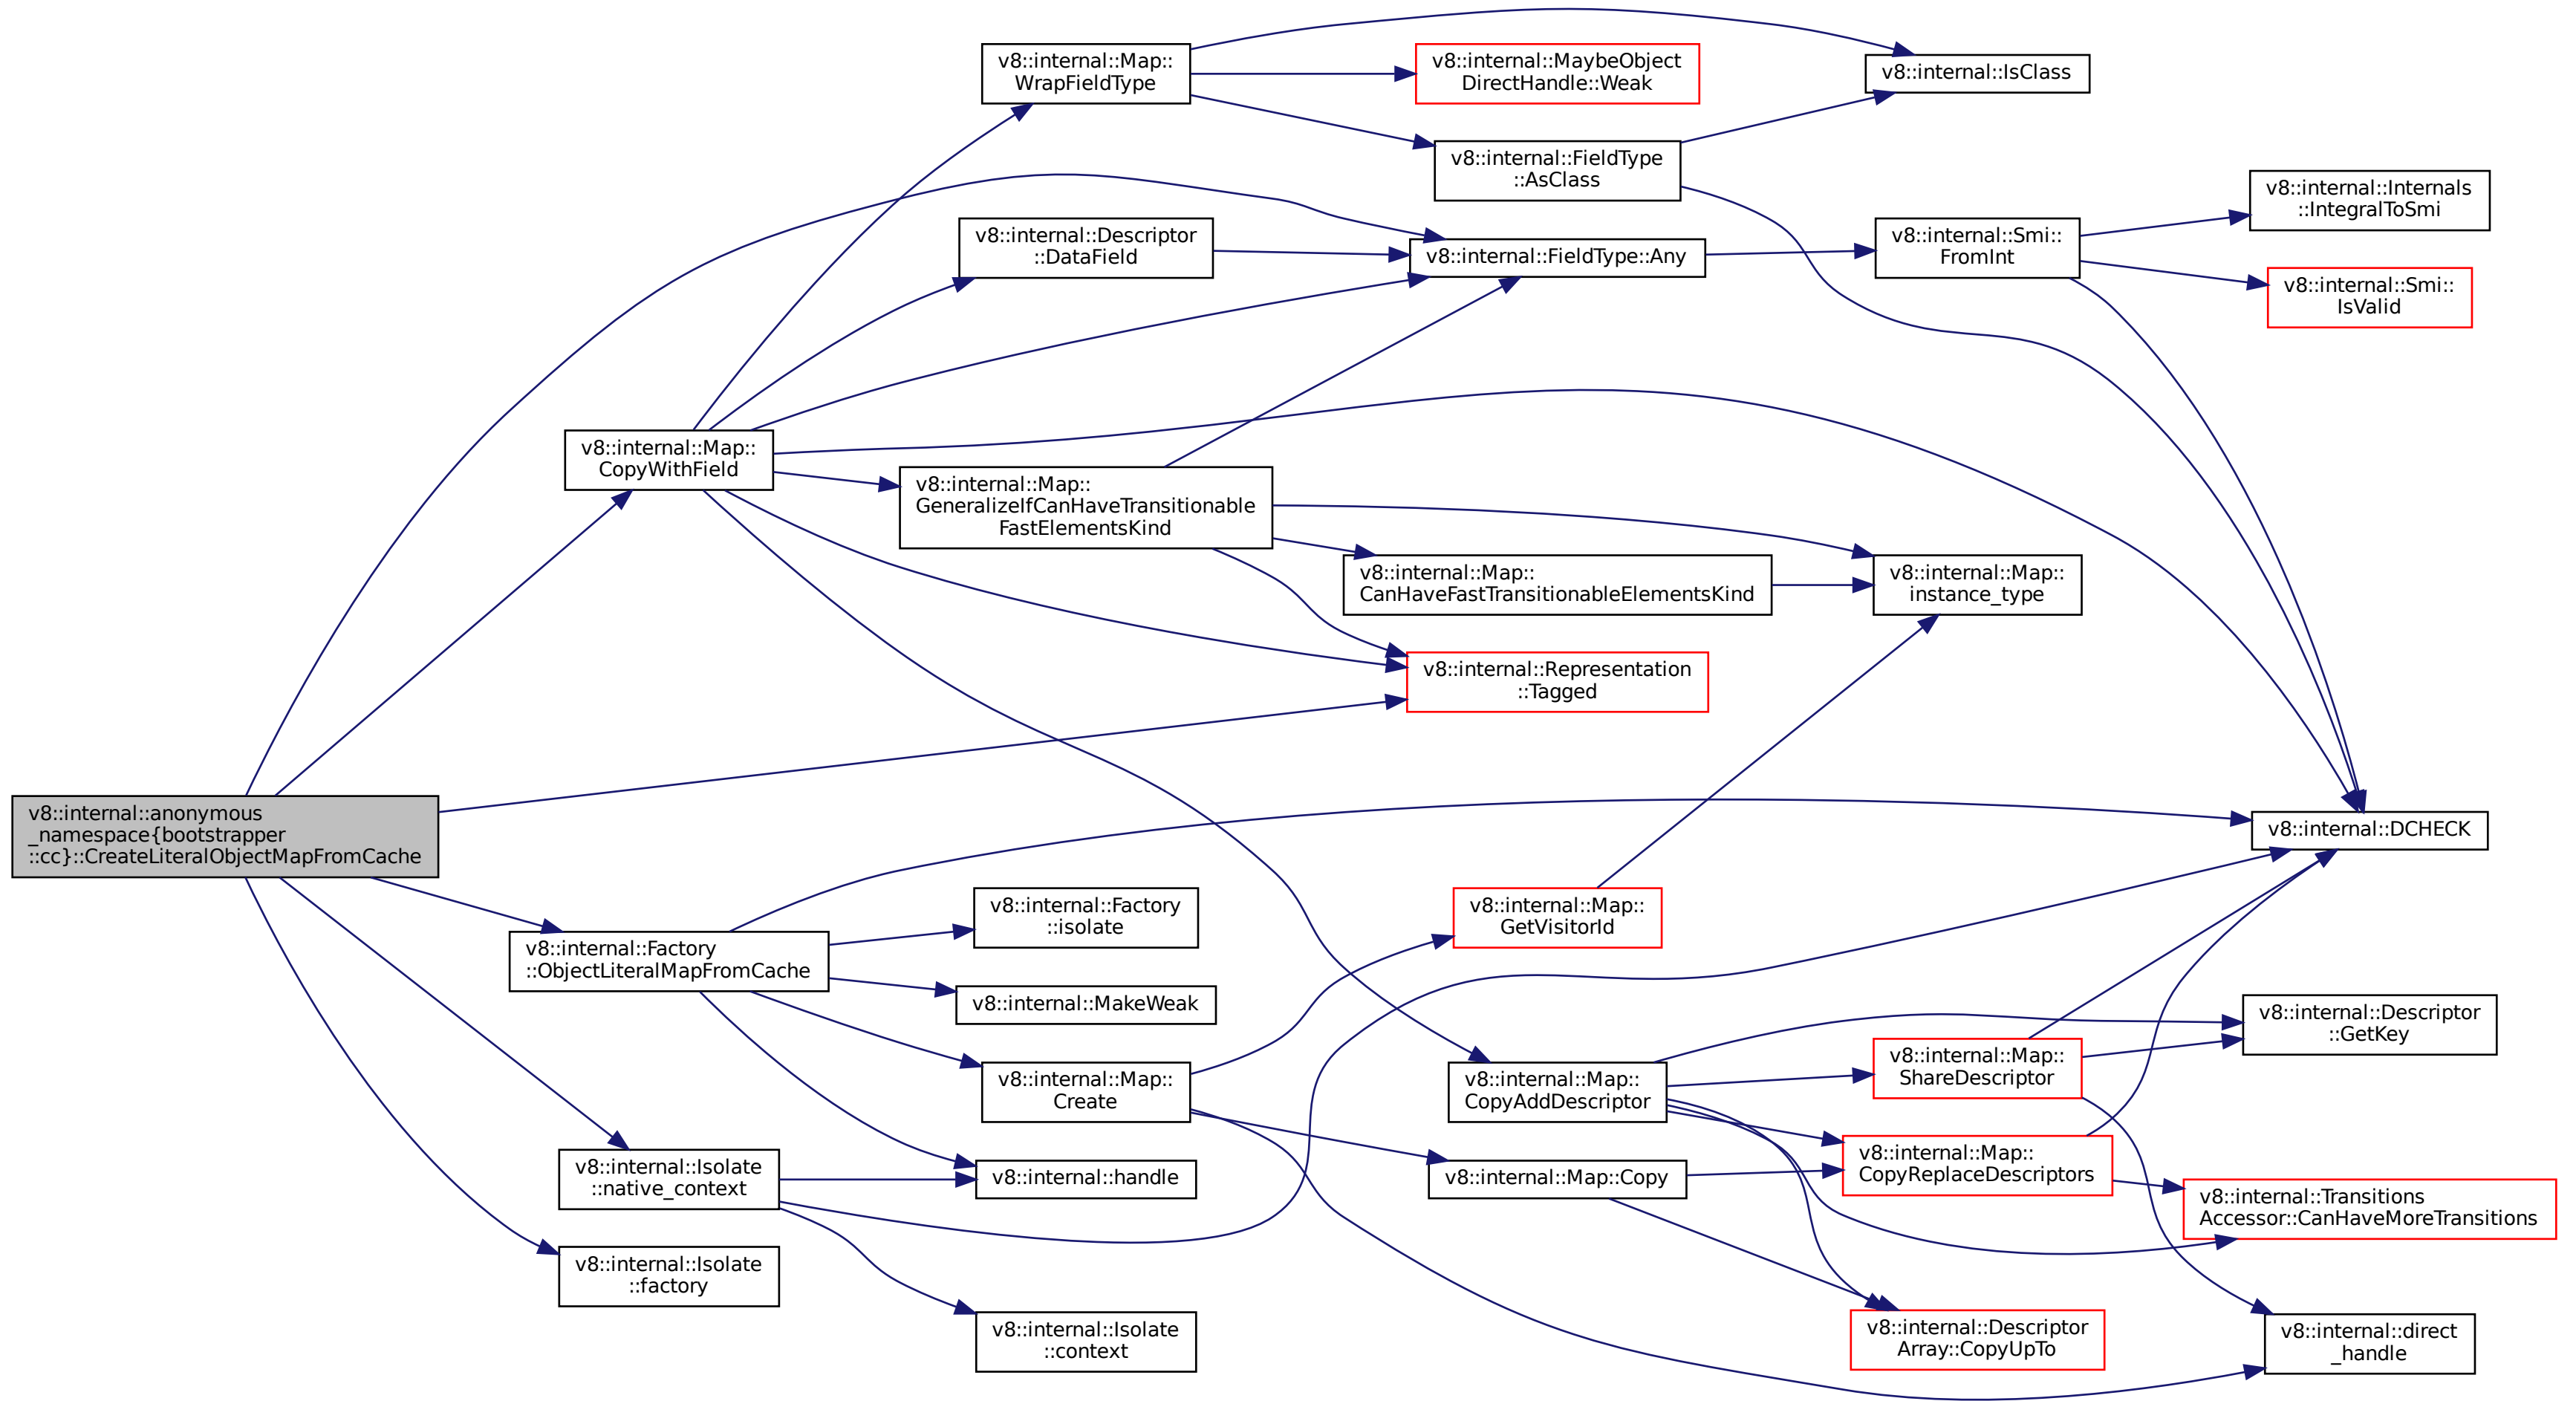 v8::internal::Map::
WrapFieldType
v8::internal::MaybeObject
DirectHandle::Weak
v8::internal::IsClass
v8::internal::FieldType
::AsClass
v8::internal::Internals
::IntegralToSmi
v8::internal::Descriptor
::DataField
v8::internal::FieldType::Any
v8::internal::Smi::
FromInt
v8::internal::Smi::
IsValid
v8::internal::Map::
CopyWithField
v8::internal::Map::
GeneralizeIfCanHaveTransitionable
FastElementsKind
v8::internal::Map::
CanHaveFastTransitionableElementsKind
v8::internal::Map::
instance_type
v8::internal::Representation
::Tagged
v8::internal::anonymous
_namespace{bootstrapper
::cc}::CreateLiteralObjectMapFromCache
v8::internal::DCHECK
v8::internal::Factory
::ObjectLiteralMapFromCache
v8::internal::Factory
::isolate
v8::internal::Map::
GetVisitorId
v8::internal::MakeWeak
v8::internal::Descriptor
::GetKey
v8::internal::Map::
Create
v8::internal::Map::
CopyAddDescriptor
v8::internal::Map::
ShareDescriptor
v8::internal::Isolate
::native_context
v8::internal::handle
v8::internal::Map::Copy
v8::internal::Map::
CopyReplaceDescriptors
v8::internal::Transitions
Accessor::CanHaveMoreTransitions
v8::internal::Isolate
::factory
v8::internal::Isolate
::context
v8::internal::Descriptor
Array::CopyUpTo
v8::internal::direct
_handle